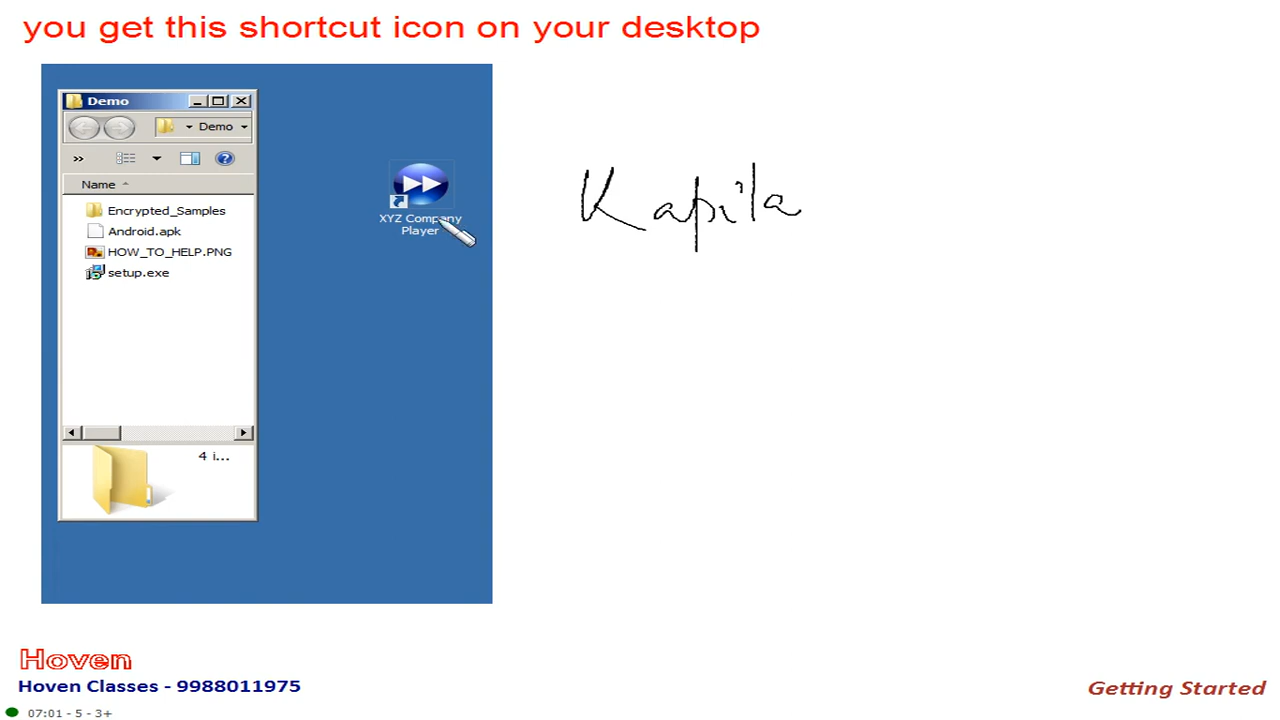 you get this shortcut icon on your desktop
Demo
Demo
»
Name
Encrypted_Samples
Android.apk
HOW_TO_HELP.PNG
setup.exe
4 i...
XYZ Company
Player
Kapila
Hoven
Hoven Classes - 9988011975
07:01 - 5 - 3+
Getting Started